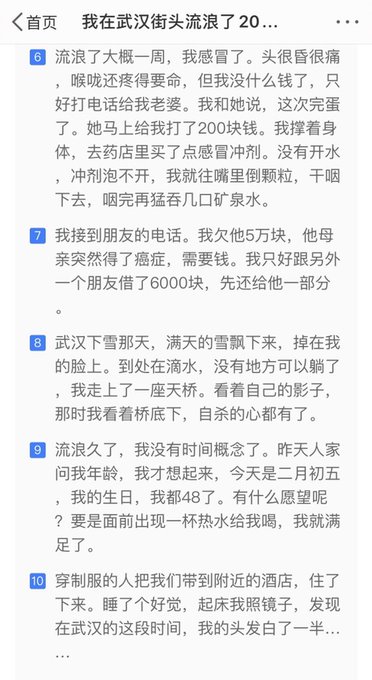 首页
我在武汉街头流浪了20...
6 流浪了大概一周，我感冒了。头很昏很痛
，喉咙还疼得要命，但我没什么钱了，只
好打电话给我老婆。我和她说，这次完蛋
了。她马上给我打了200块钱。我撑着身
体，去药店里买了点感冒冲剂。没有开水
，冲剂泡不开，我就往嘴里倒颗粒，干咽
下去，咽完再猛吞几口矿泉水。
7 我接到朋友的电话。我欠他5万块，他母
亲突然得了癌症，需要钱。我只好跟另外
一个朋友借了6000块，先还给他一部分
。
8 武汉下雪那天，满天的雪飘下来，掉在我
的脸上。到处在滴水，没有地方可以躺了
，我走上了一座天桥。看着自己的影子，
那时我看着桥底下，自杀的心都有了。
9 流浪久了，我没有时间概念了。昨天人家
问我年龄，我才想起来，今天是二月初五
，我的生日，我都48了。有什么愿望呢
？要是面前出现一杯热水给我喝，我就满
足了。
10 穿制服的人把我们带到附近的酒店，住了
下来。睡了个好觉，起床我照镜子，发现
在武汉的这段时间，我的头发白了一半...
...